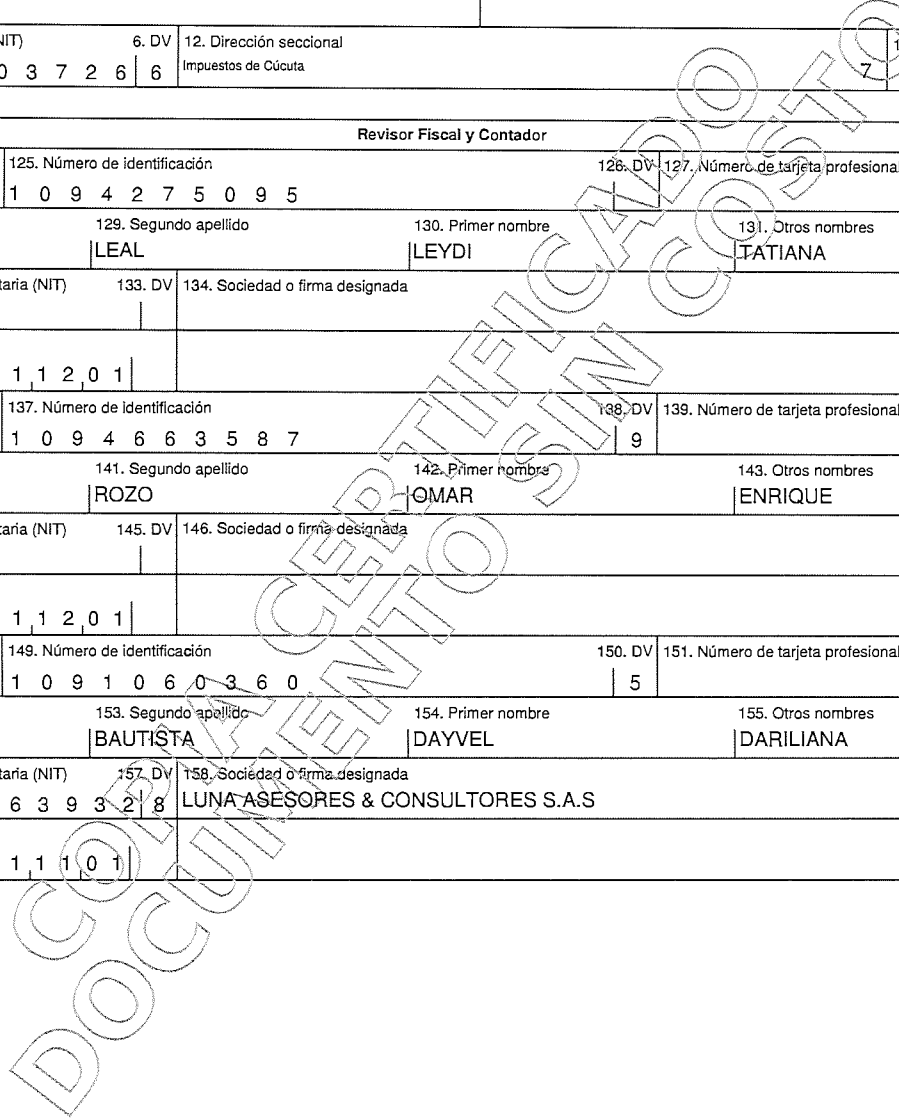 NIT) 6. DV 12. Dirección seccional
0 3 7 2 6 6 Impuestos de Cúcuta 7 1
Revisor Fiscal y Contador
125. Número de identificación 126. DV 127. Número de tarjeta profesional
1 0 9 4 2 7 5 0 9 5
129. Segundo apellido 130. Primer nombre 131. Otros nombres
LEAL LEYDI TATIANA
taria (NIT) 133. DV 134. Sociedad o firma designada
1 1 2 0 1
137. Número de identificación 138. DV 139. Número de tarjeta profesional
1 0 9 4 6 6 3 5 8 7 9
141. Segundo apellido 142. Primer nombre 143. Otros nombres
ROZO OMAR ENRIQUE
taria (NIT) 145. DV 146. Sociedad o firma designada
1 1 2 0 1
149. Número de identificación 150. DV 151. Número de tarjeta profesional
1 0 9 1 0 6 0 3 6 0 5
153. Segundo apellido 154. Primer nombre 155. Otros nombres
BAUTISTA DAYVEL DARILIANA
taria (NIT) 157. DV 158. Sociedad o firma designada
6 3 9 3 2 8 LUNA ASESORES & CONSULTORES S.A.S
1 1 1 0 1
COPIA CERTIFICADO
DOCUMENTO SIN COSTO